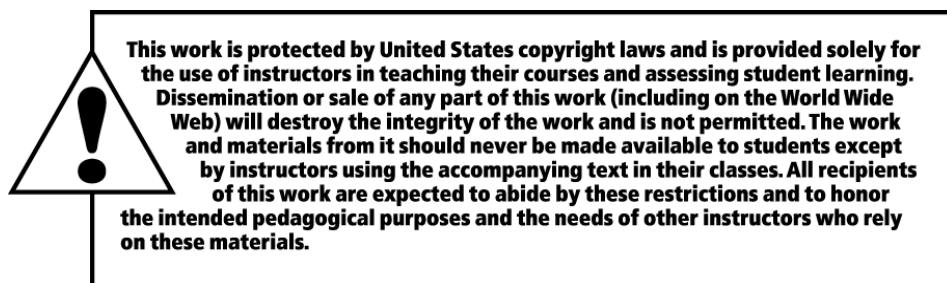 This work is protected by United States copyright laws and is provided solely for
the use of instructors in teaching their courses and assessing student learning.
Dissemination or sale of any part of this work (including on the World Wide
Web) will destroy the integrity of the work and is not permitted. The work
and materials from it should never be made available to students except
by instructors using the accompanying text in their classes. All recipients
of this work are expected to abide by these restrictions and to honor
the intended pedagogical purposes and the needs of other instructors who rely
on these materials.